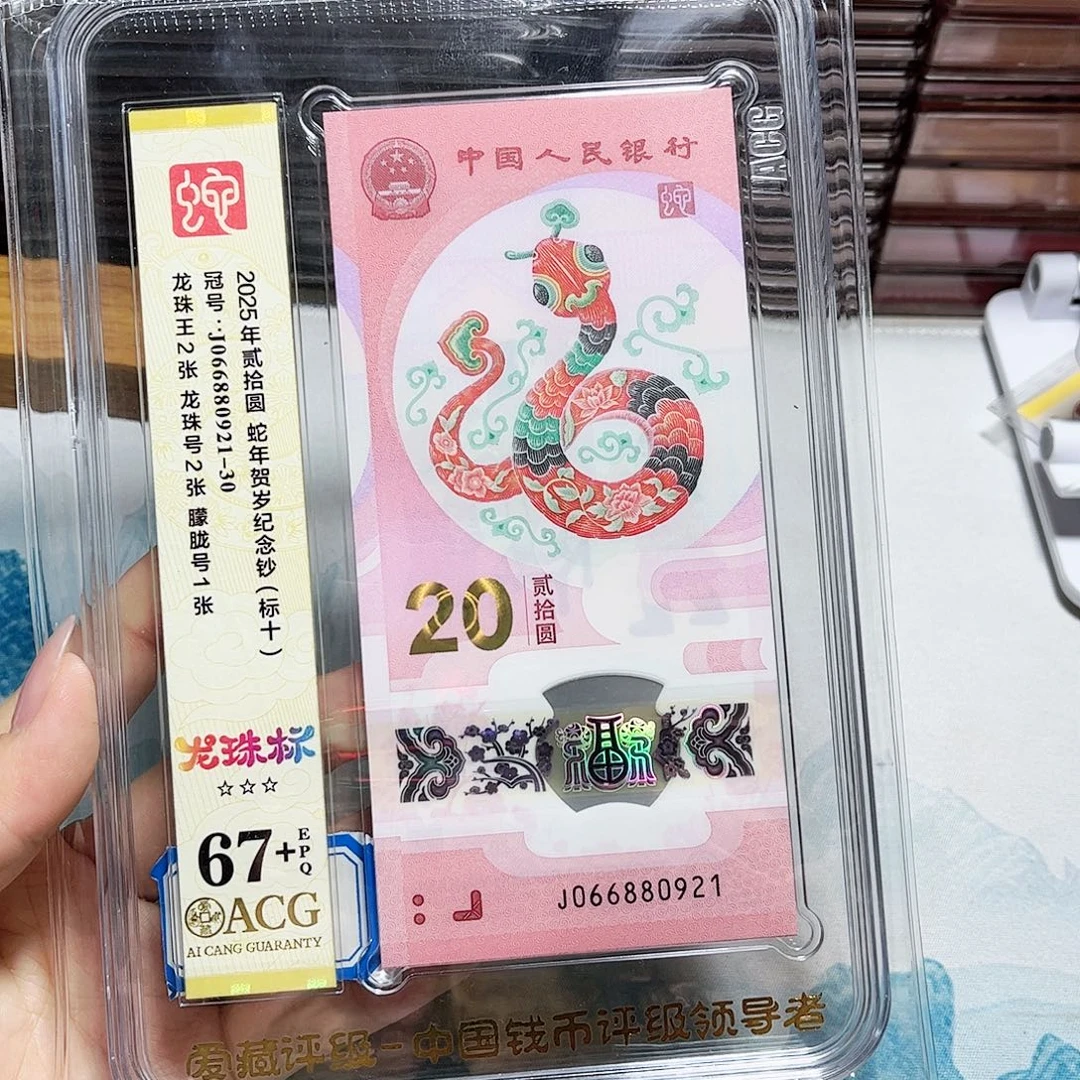 蛇
2025年贰拾圆 蛇年贺岁纪念钞(标十)
冠号:J066880921-30
龙珠王2张 龙珠号2张 朦胧号1张
龙珠标
67+
EPQ
ACG
AI CANG GUARANTY
中国人民银行
蛇
20
贰拾圆
福
J066880921
ACG
爱藏评级-中国钱币评级领导者